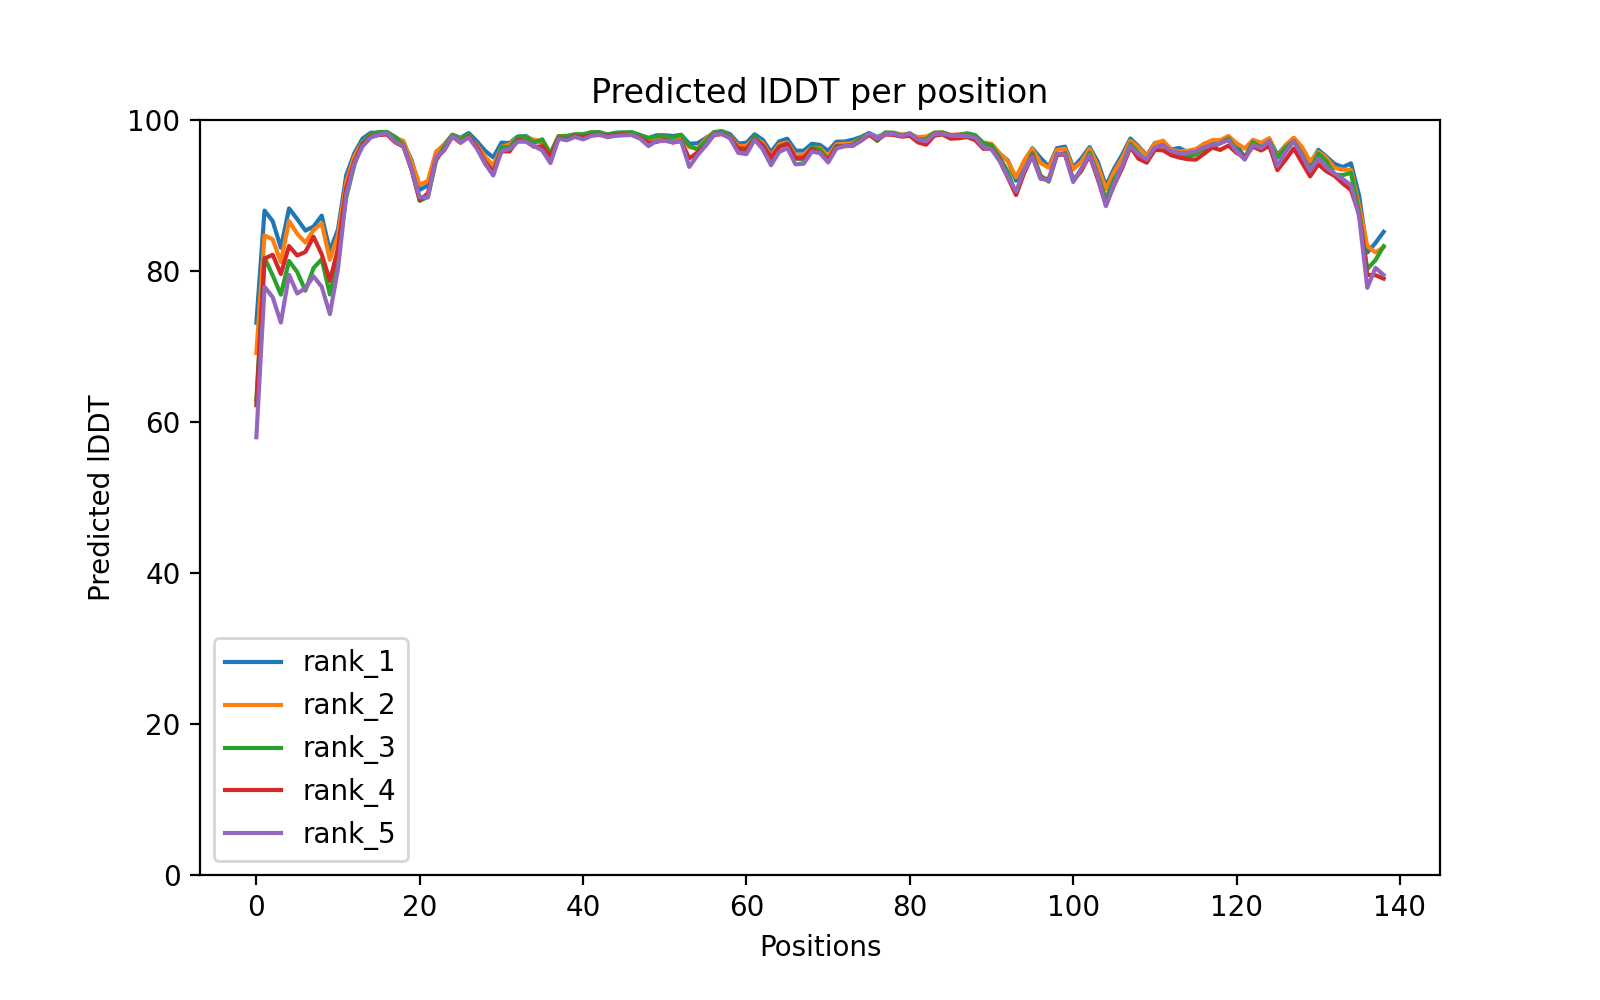 Predicted lDDT per position
100
80
60
40
20
0
Predicted lDDT
rank_1
rank_2
rank_3
rank_4
rank_5
0 20 40 60 80 100 120 140
Positions